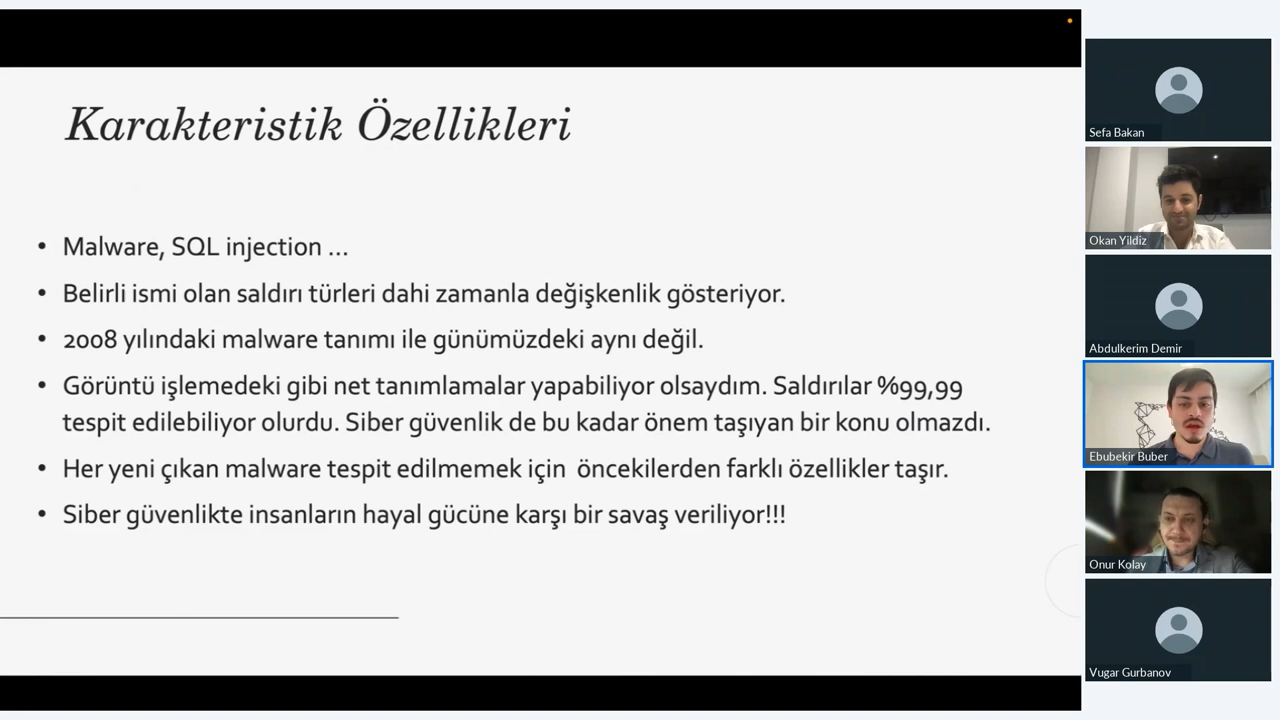 Karakteristik Özellikleri
• Malware, SQL injection ...
• Belirli ismi olan saldırı türleri dahi zamanla değişkenlik gösteriyor.
• 2008 yılındaki malware tanımı ile günümüzdeki aynı değil.
• Görüntü işlemedeki gibi net tanımlamalar yapabiliyor olsaydım. Saldırılar %99,99
tespit edilebiliyor olurdu. Siber güvenlik de bu kadar önem taşıyan bir konu olmazdı.
• Her yeni çıkan malware tespit edilmemek için öncekilerden farklı özellikler taşır.
• Siber güvenlikte insanların hayal gücüne karşı bir savaş veriliyor!!!
Sefa Bakan
Okan Yildiz
Abdulkerim Demir
Ebubekir Buber
Onur Kolay
Vugar Gurbanov